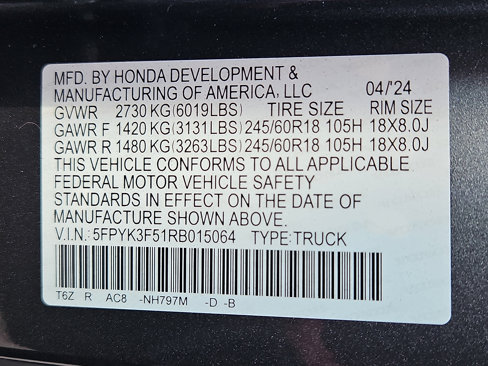 MFD. BY HONDA DEVELOPMENT &
MANUFACTURING OF AMERICA, LLC 04/'24
GVWR 2730 KG(6019LBS) TIRE SIZE RIM SIZE
GAWR F 1420 KG(3131LBS) 245/60R18 105H 18X8.0J
GAWR R 1480 KG(3263LBS) 245/60R18 105H 18X8.0J
THIS VEHICLE CONFORMS TO ALL APPLICABLE
FEDERAL MOTOR VEHICLE SAFETY
STANDARDS IN EFFECT ON THE DATE OF
MANUFACTURE SHOWN ABOVE.
V.I.N.: 5FPYK3F51RB015064 TYPE:TRUCK
T6Z R AC8 -NH797M -D -B